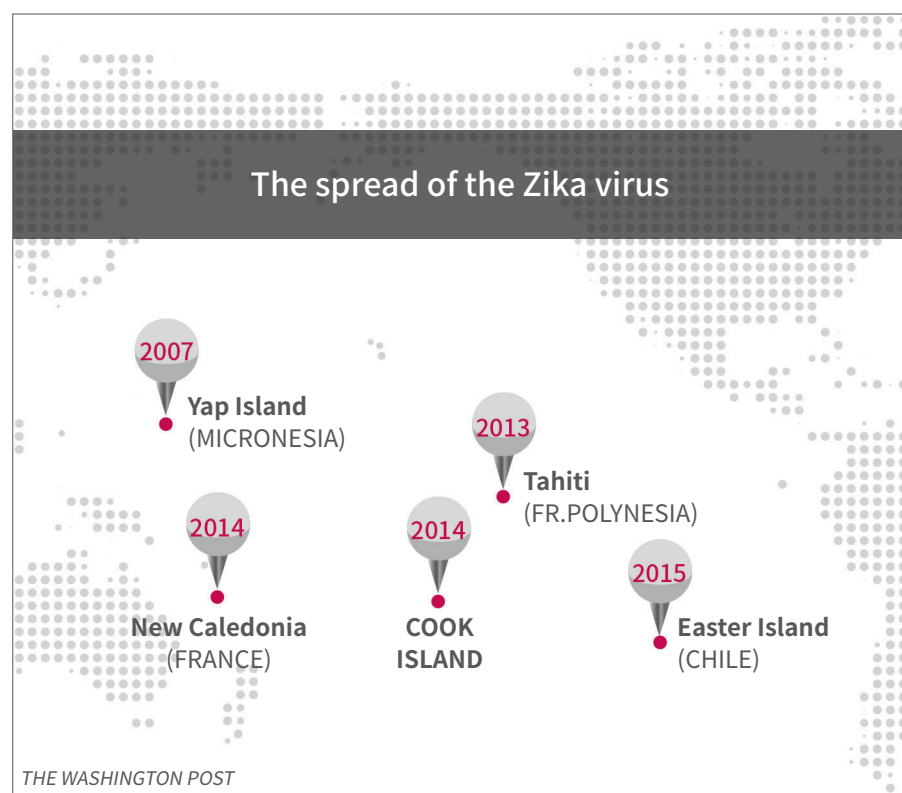 The spread of the Zika virus
2007
Yap Island
(MICRONESIA)
2013
Tahiti
(FR.POLYNESIA)
2014
New Caledonia
(FRANCE)
2014
COOK
ISLAND
2015
Easter Island
(CHILE)
THE WASHINGTON POST